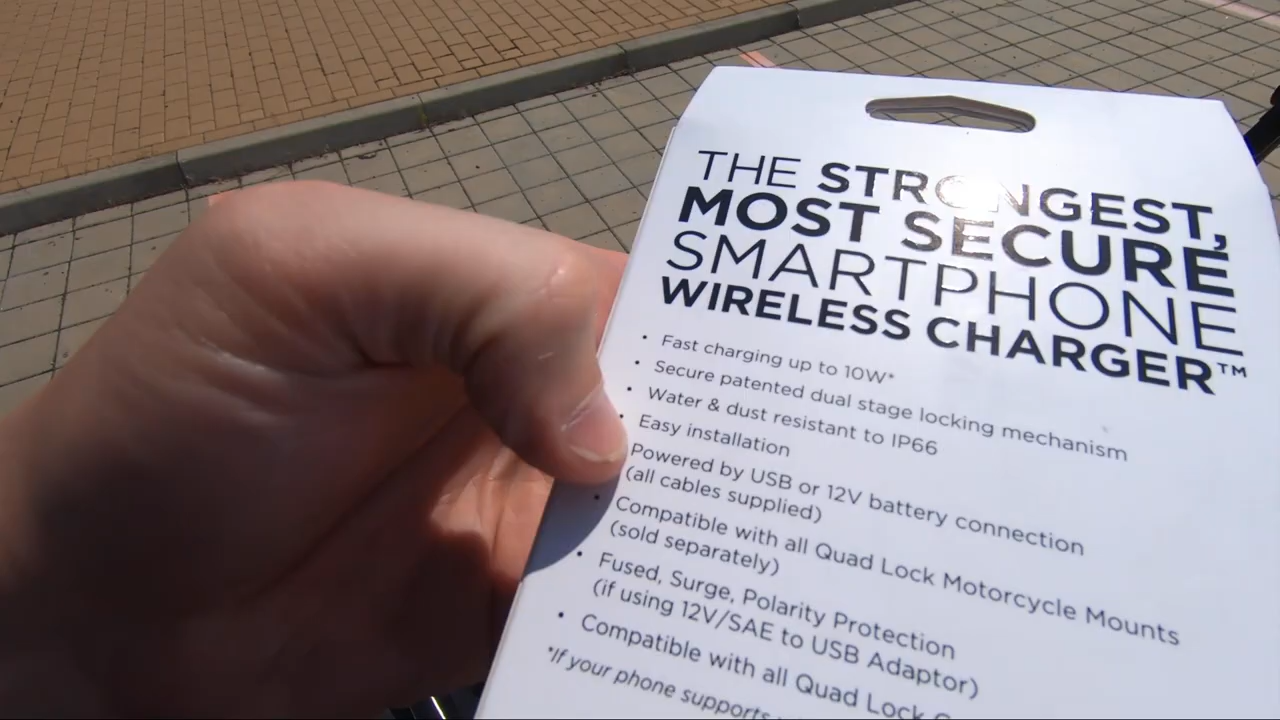 THE STRONGEST,
MOST SECURE
SMARTPHONE
WIRELESS CHARGER™
• Fast charging up to 10W*
• Secure patented dual stage locking mechanism
• Water & dust resistant to IP66
• Easy installation
Powered by USB or 12V battery connection
(all cables supplied)
• Compatible with all Quad Lock Motorcycle Mounts
(sold separately)
• Fused, Surge, Polarity Protection
(if using 12V/SAE to USB Adaptor)
• Compatible with all Quad Lock
*If your phone supports